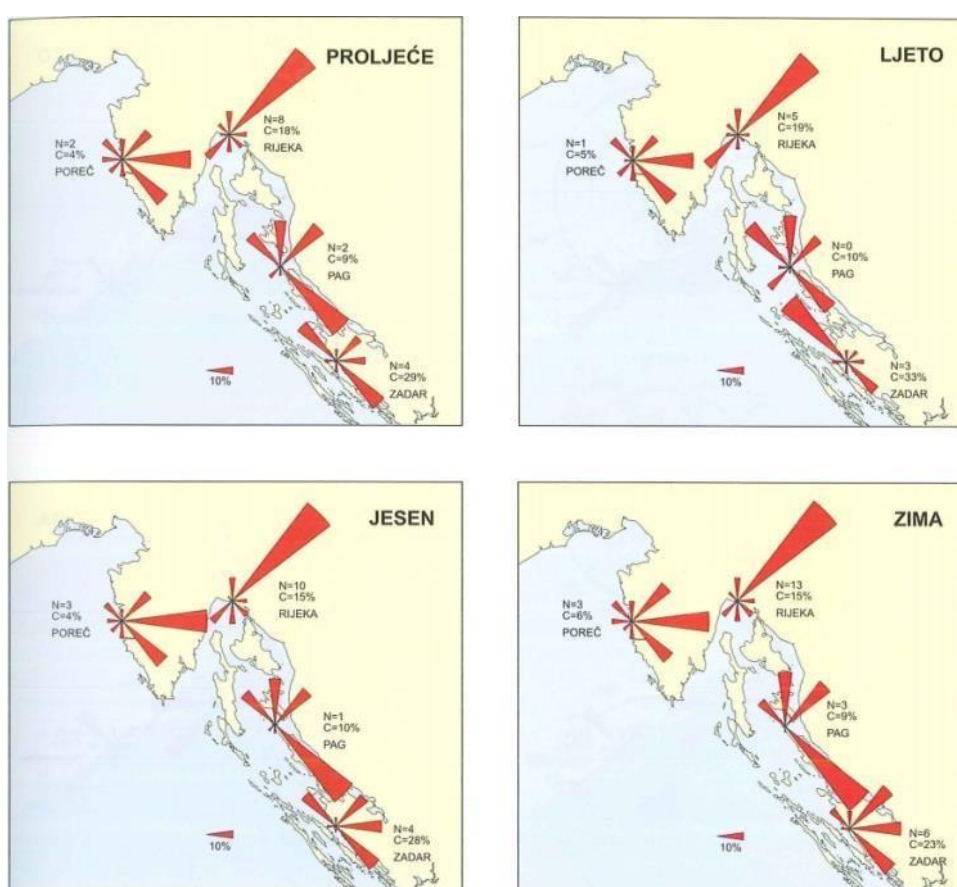 PROLJEĆE
N=8
C=18%
RIJEKA
N=2
C=4%
POREČ
N=2
C=9%
PAG
N=4
C=29%
ZADAR
10%
LJETO
N=5
C=19%
RIJEKA
N=1
C=5%
POREČ
N=0
C=10%
PAG
N=3
C=33%
ZADAR
10%
JESEN
N=10
C=15%
RIJEKA
N=3
C=4%
POREČ
N=1
C=10%
PAG
N=4
C=28%
ZADAR
10%
ZIMA
N=13
C=15%
RIJEKA
N=3
C=6%
POREČ
N=3
C=9%
PAG
N=6
C=23%
ZADAR
10%